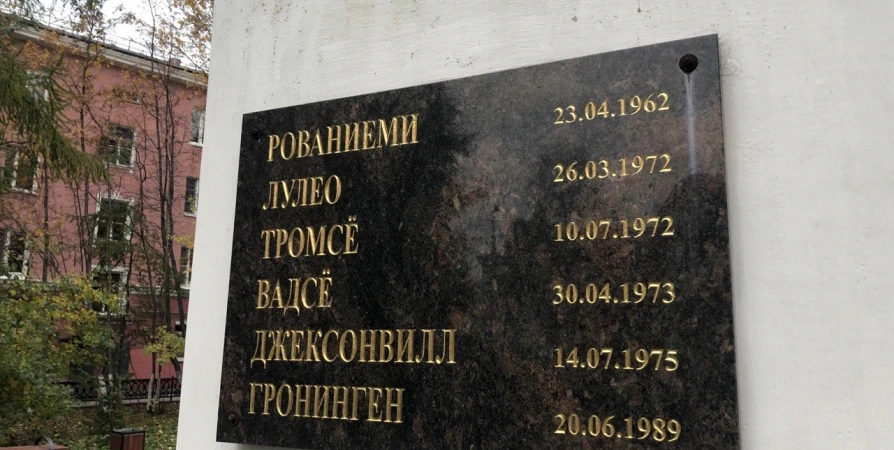 РОВАНИЕМИ 23.04.1962
ЛУЛЕО 26.03.1972
ТРОМСЁ 10.07.1972
ВАДСЁ 30.04.1973
ДЖЕКСОНВИЛЛ 14.07.1975
ГРОНИНГЕН 20.06.1989